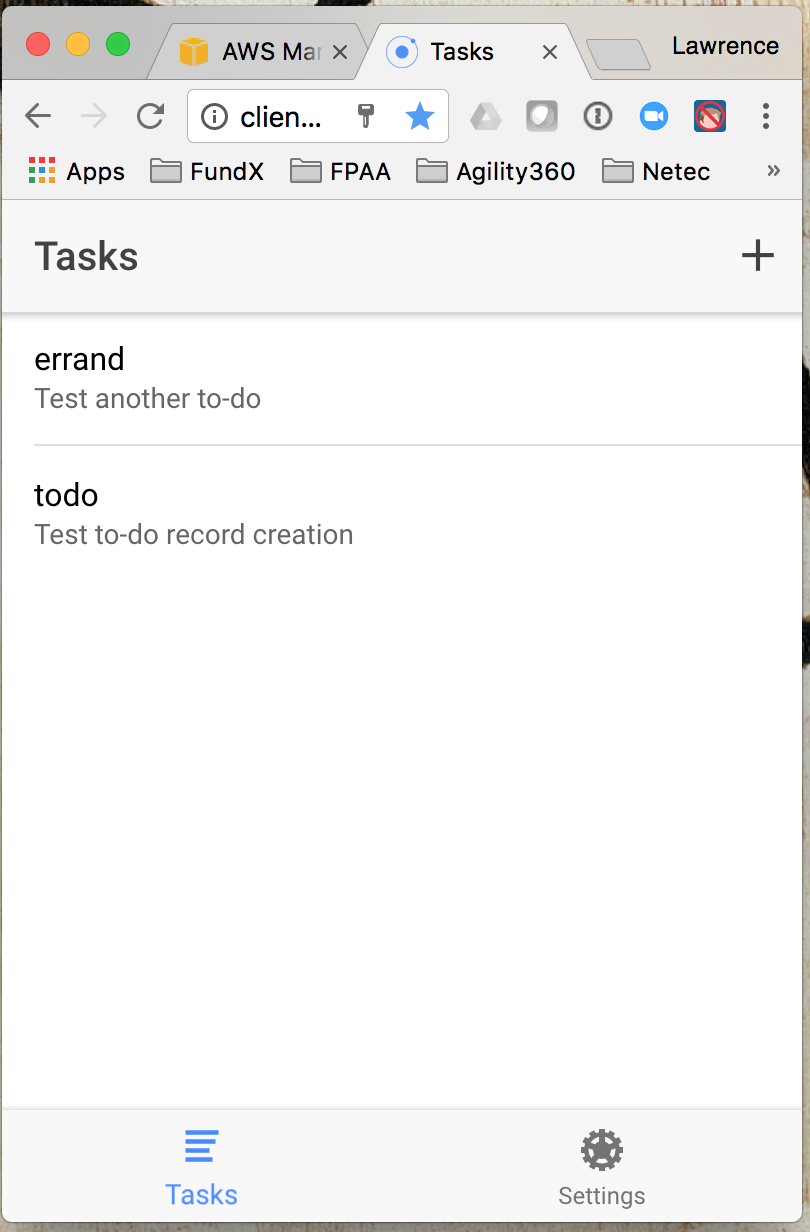 AWS Mar
Tasks
Lawrence
clien...
Apps
FundX
FPAA
Agility360
Netec
»
Tasks
errand
Test another to-do
todo
Test to-do record creation
Tasks
Settings